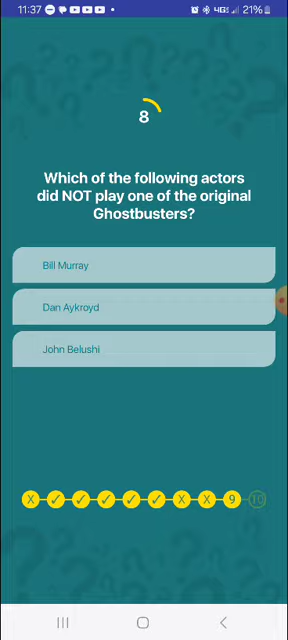 11:37 4G 21%
8
Which of the following actors
did NOT play one of the original
Ghostbusters?
Bill Murray
Dan Aykroyd
John Belushi
X ✓ ✓ ✓ ✓ ✓ X X 9 10